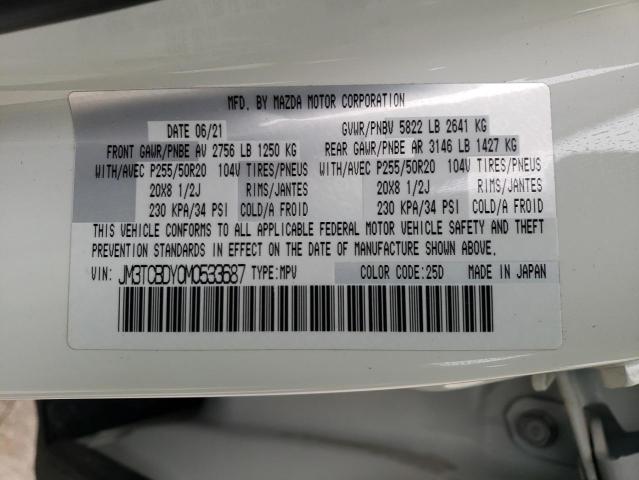 MFD. BY MAZDA MOTOR CORPORATION
DATE 06/21 GVWR/PNBV 5822 LB 2641 KG
FRONT GAWR/PNBE AV 2756 LB 1250 KG REAR GAWR/PNBE AR 3146 LB 1427 KG
WITH/AVEC P255/50R20 104V TIRES/PNEUS WITH/AVEC P255/50R20 104V TIRES/PNEUS
20X8 1/2J RIMS/JANTES 20X8 1/2J RIMS/JANTES
230 KPA/34 PSI COLD/A FROID 230 KPA/34 PSI COLD/A FROID
THIS VEHICLE CONFORMS TO ALL APPLICABLE FEDERAL MOTOR VEHICLE SAFETY AND THEFT
PREVENTION STANDARDS IN EFFECT ON THE DATE OF MANUFACTURE SHOWN ABOVE.
VIN: JM3TCBDY0M0533687 TYPE:MPV COLOR CODE:25D MADE IN JAPAN